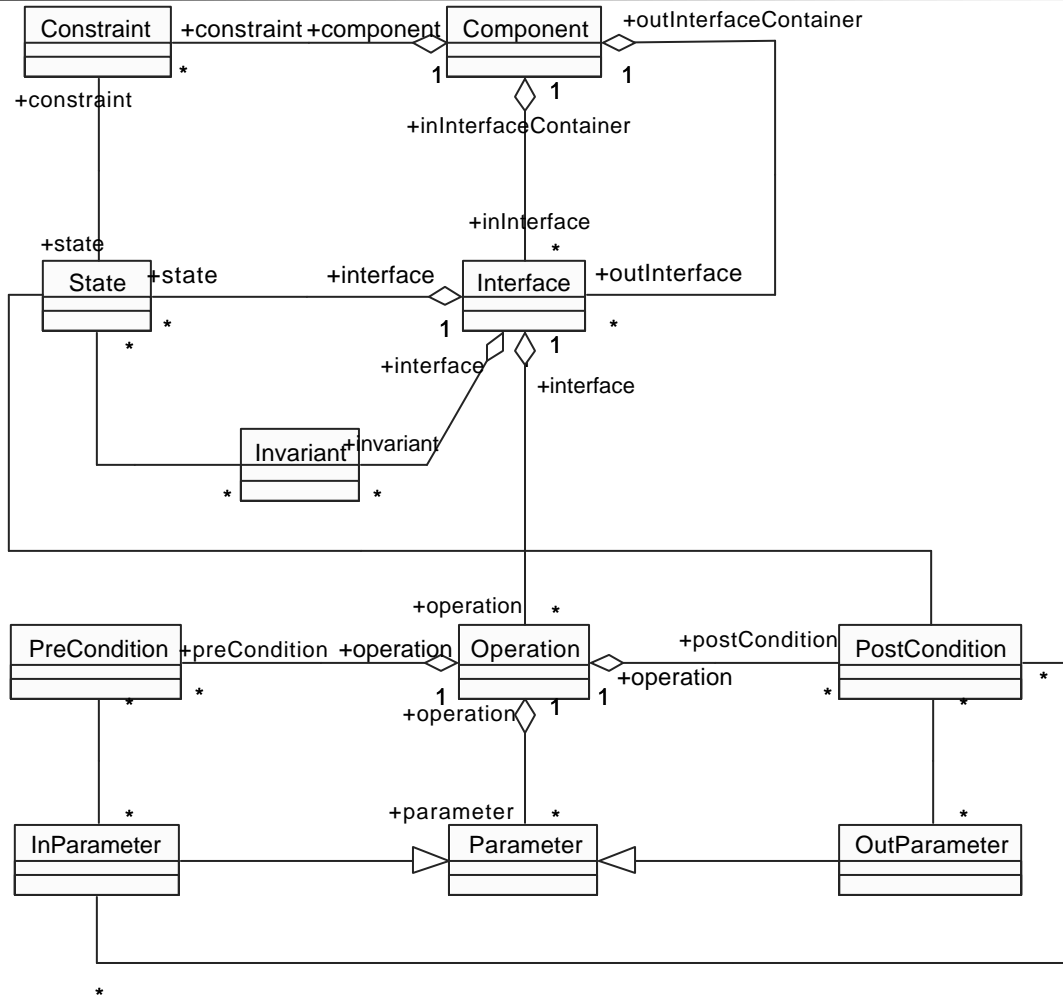 +outInterfaceContainer
Constraint
+constraint
+component
Component
*
1
1
1
+constraint
+inInterfaceContainer
+inInterface
+state
*
State
+state
+interface
Interface
+outInterface
*
1
*
*
1
+interface
+interface
Invariant
+invariant
*
*
+operation
*
PreCondition
+preCondition
+operation
Operation
+postCondition
PostCondition
+operation
*
*
1
1
1
*
*
*
+operation
*
+parameter
*
*
InParameter
Parameter
OutParameter
*